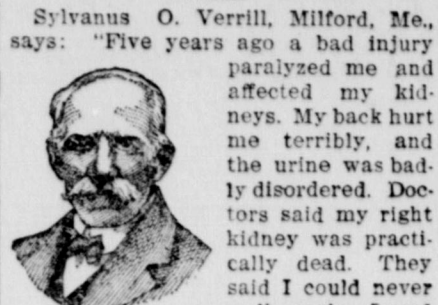 Sylvanus O. Verrill, Milford, Me.,
says: "Five years ago a bad injury
paralyzed me and
affected my kid-
neys. My back hurt
me terribly, and
the urine was bad-
ly disordered. Doc-
tors said my right
kidney was practi-
cally dead. They
said I could never